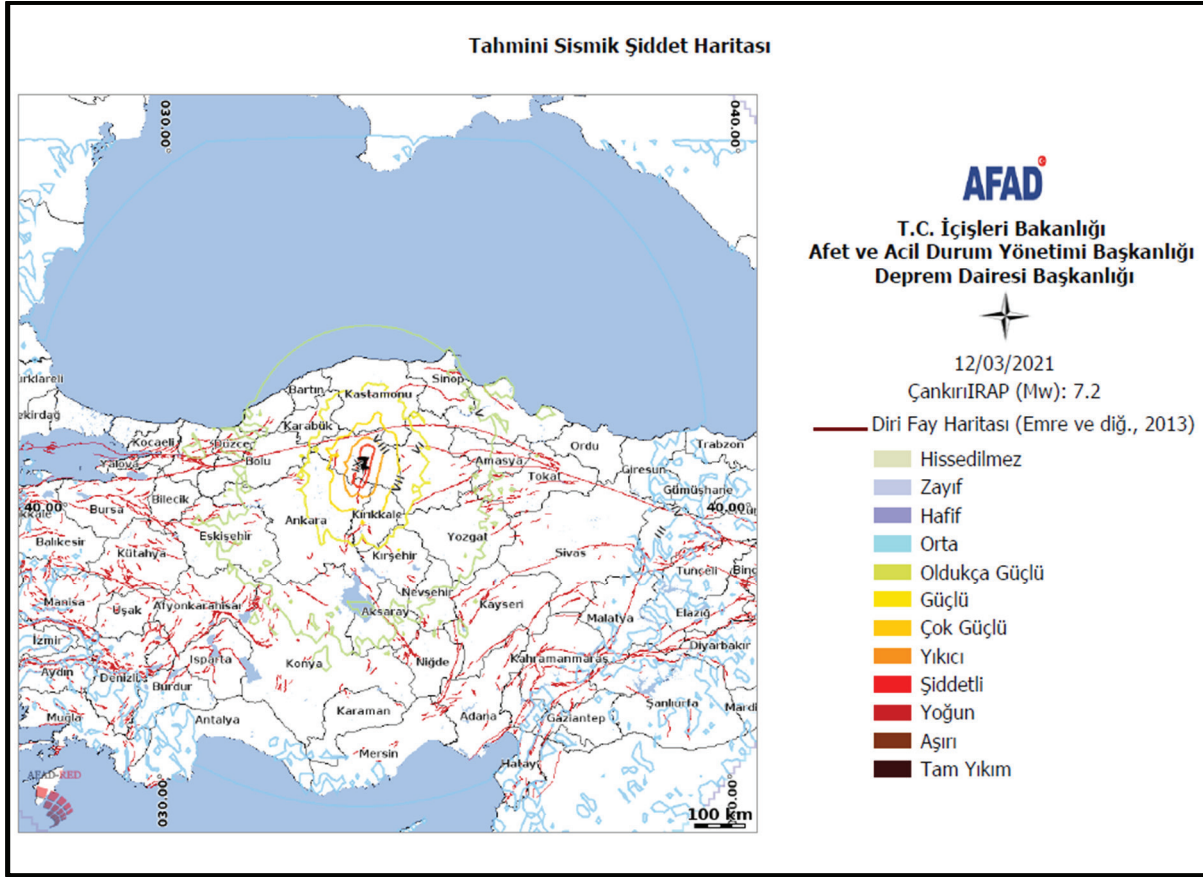 Tahmini Sismik Şiddet Haritası
030.00°
040.00°
Sinop
Bartın
Kastamonu
Karabük
Kocaeli
Düzce
Bolu
Yalova
Amasya
Tokat
Ordu
Giresun
Trabzon
Gümüşhane
Bilecik
40.00
Bursa
Ankara
Kırıkkale
40.00
Balıkesir
Eskişehir
Yozgat
Sivas
Kütahya
Kırşehir
Tunceli
Manisa
Uşak
Afyonkarahisar
Nevşehir
Aksaray
Kayseri
Malatya
Elazığ
İzmir
Isparta
Konya
Niğde
Kahramanmaraş
Diyarbakır
Aydın
Denizli
Burdur
Karaman
Adana
Gaziantep
Şanlıurfa
Muğla
Antalya
Mersin
Hatay
AFAD-RED
100 km
AFAD
T.C. İçişleri Bakanlığı
Afet ve Acil Durum Yönetimi Başkanlığı
Deprem Dairesi Başkanlığı
12/03/2021
ÇankırıIRAP (Mw): 7.2
Diri Fay Haritası (Emre ve diğ., 2013)
Hissedilmez
Zayıf
Hafif
Orta
Oldukça Güçlü
Güçlü
Çok Güçlü
Yıkıcı
Şiddetli
Yoğun
Aşırı
Tam Yıkım